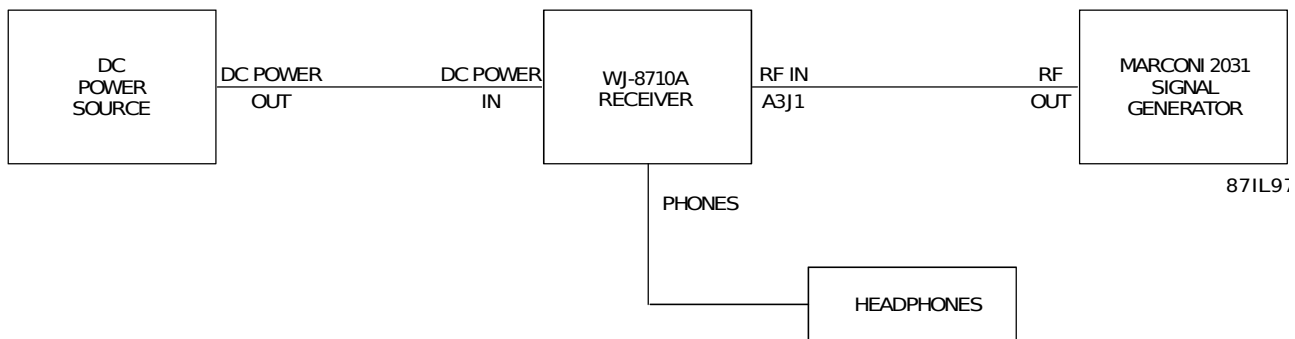 DC
POWER
SOURCE
DC POWER
OUT
DC POWER
IN
WJ-8710A
RECEIVER
RF IN
A3J1
RF
OUT
MARCONI 2031
SIGNAL
GENERATOR
87IL97
PHONES
HEADPHONES